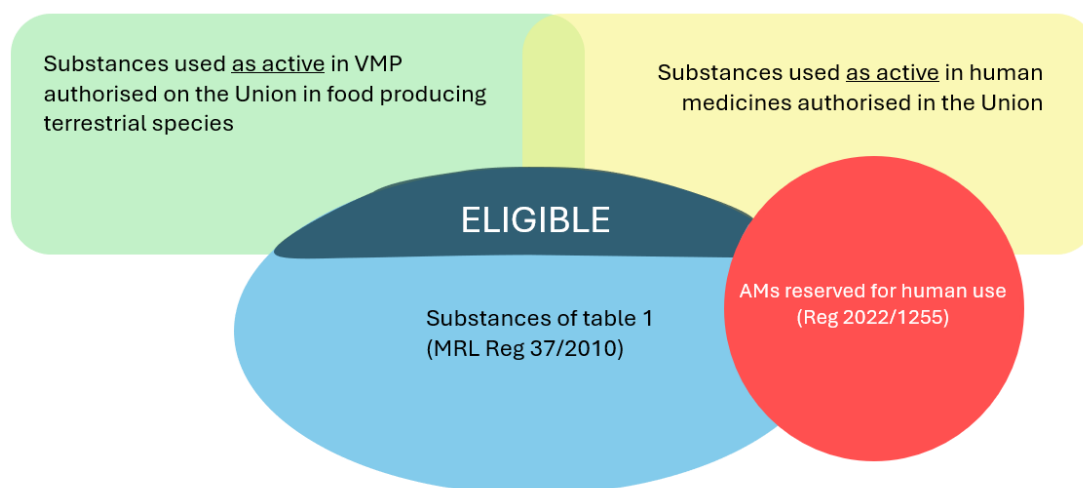 Substances used as active in VMP
authorised on the Union in food producing
terrestrial species
Substances used as active in human
medicines authorised in the Union
ELIGIBLE
AMs reserved for human use
(Reg 2022/1255)
Substances of table 1
(MRL Reg 37/2010)